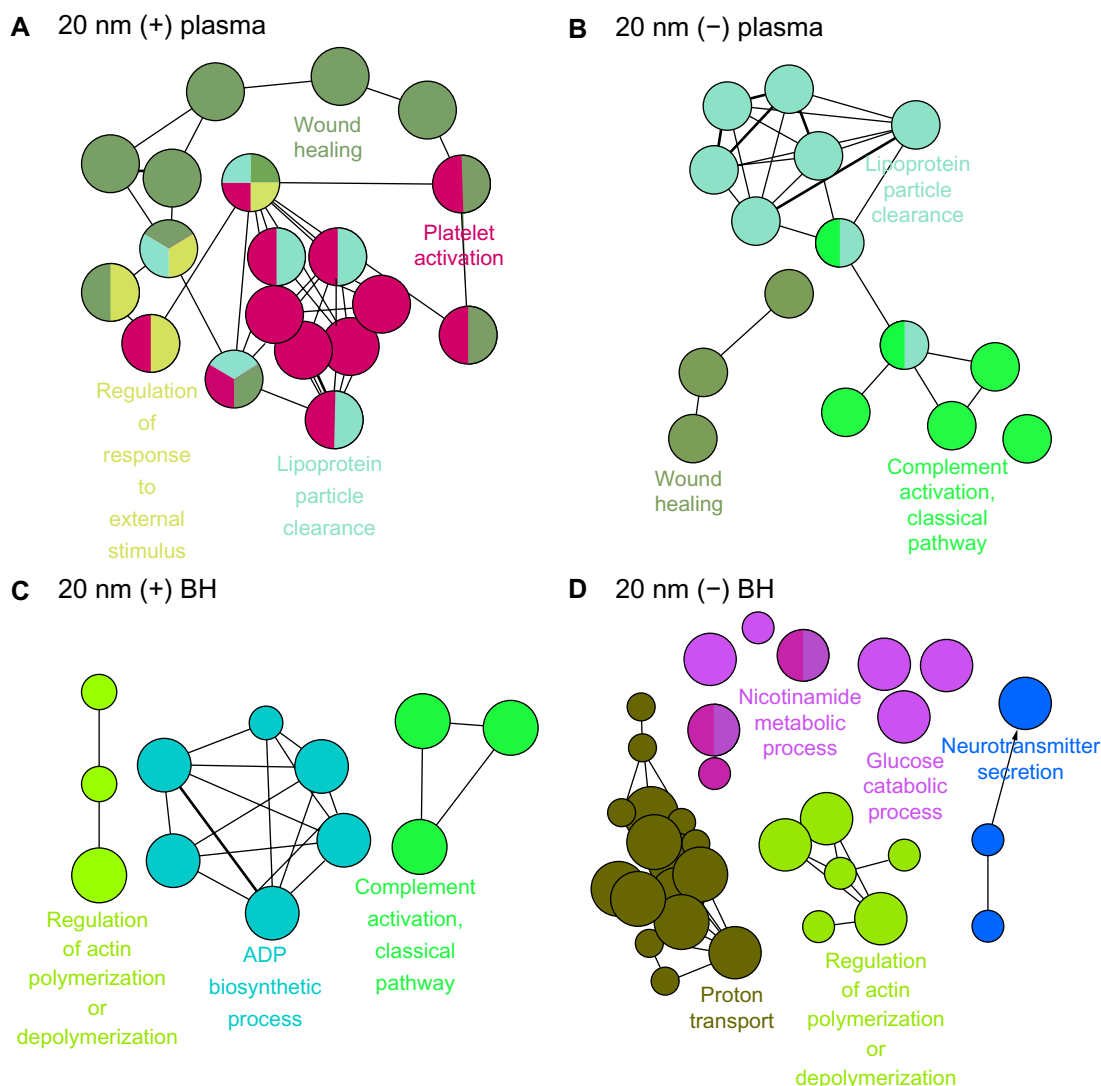 A 20 nm (+) plasma
Wound
healing
Platelet
activation
Regulation
of
response
to
external
stimulus
Lipoprotein
particle
clearance
B 20 nm (−) plasma
Lipoprotein
particle
clearance
Wound
healing
Complement
activation,
classical
pathway
C 20 nm (+) BH
Regulation
of actin
polymerization
or
depolymerization
ADP
biosynthetic
process
Complement
activation,
classical
pathway
D 20 nm (−) BH
Nicotinamide
metabolic
process
Glucose
catabolic
process
Neurotransmitter
secretion
Proton
transport
Regulation
of actin
polymerization
or
depolymerization